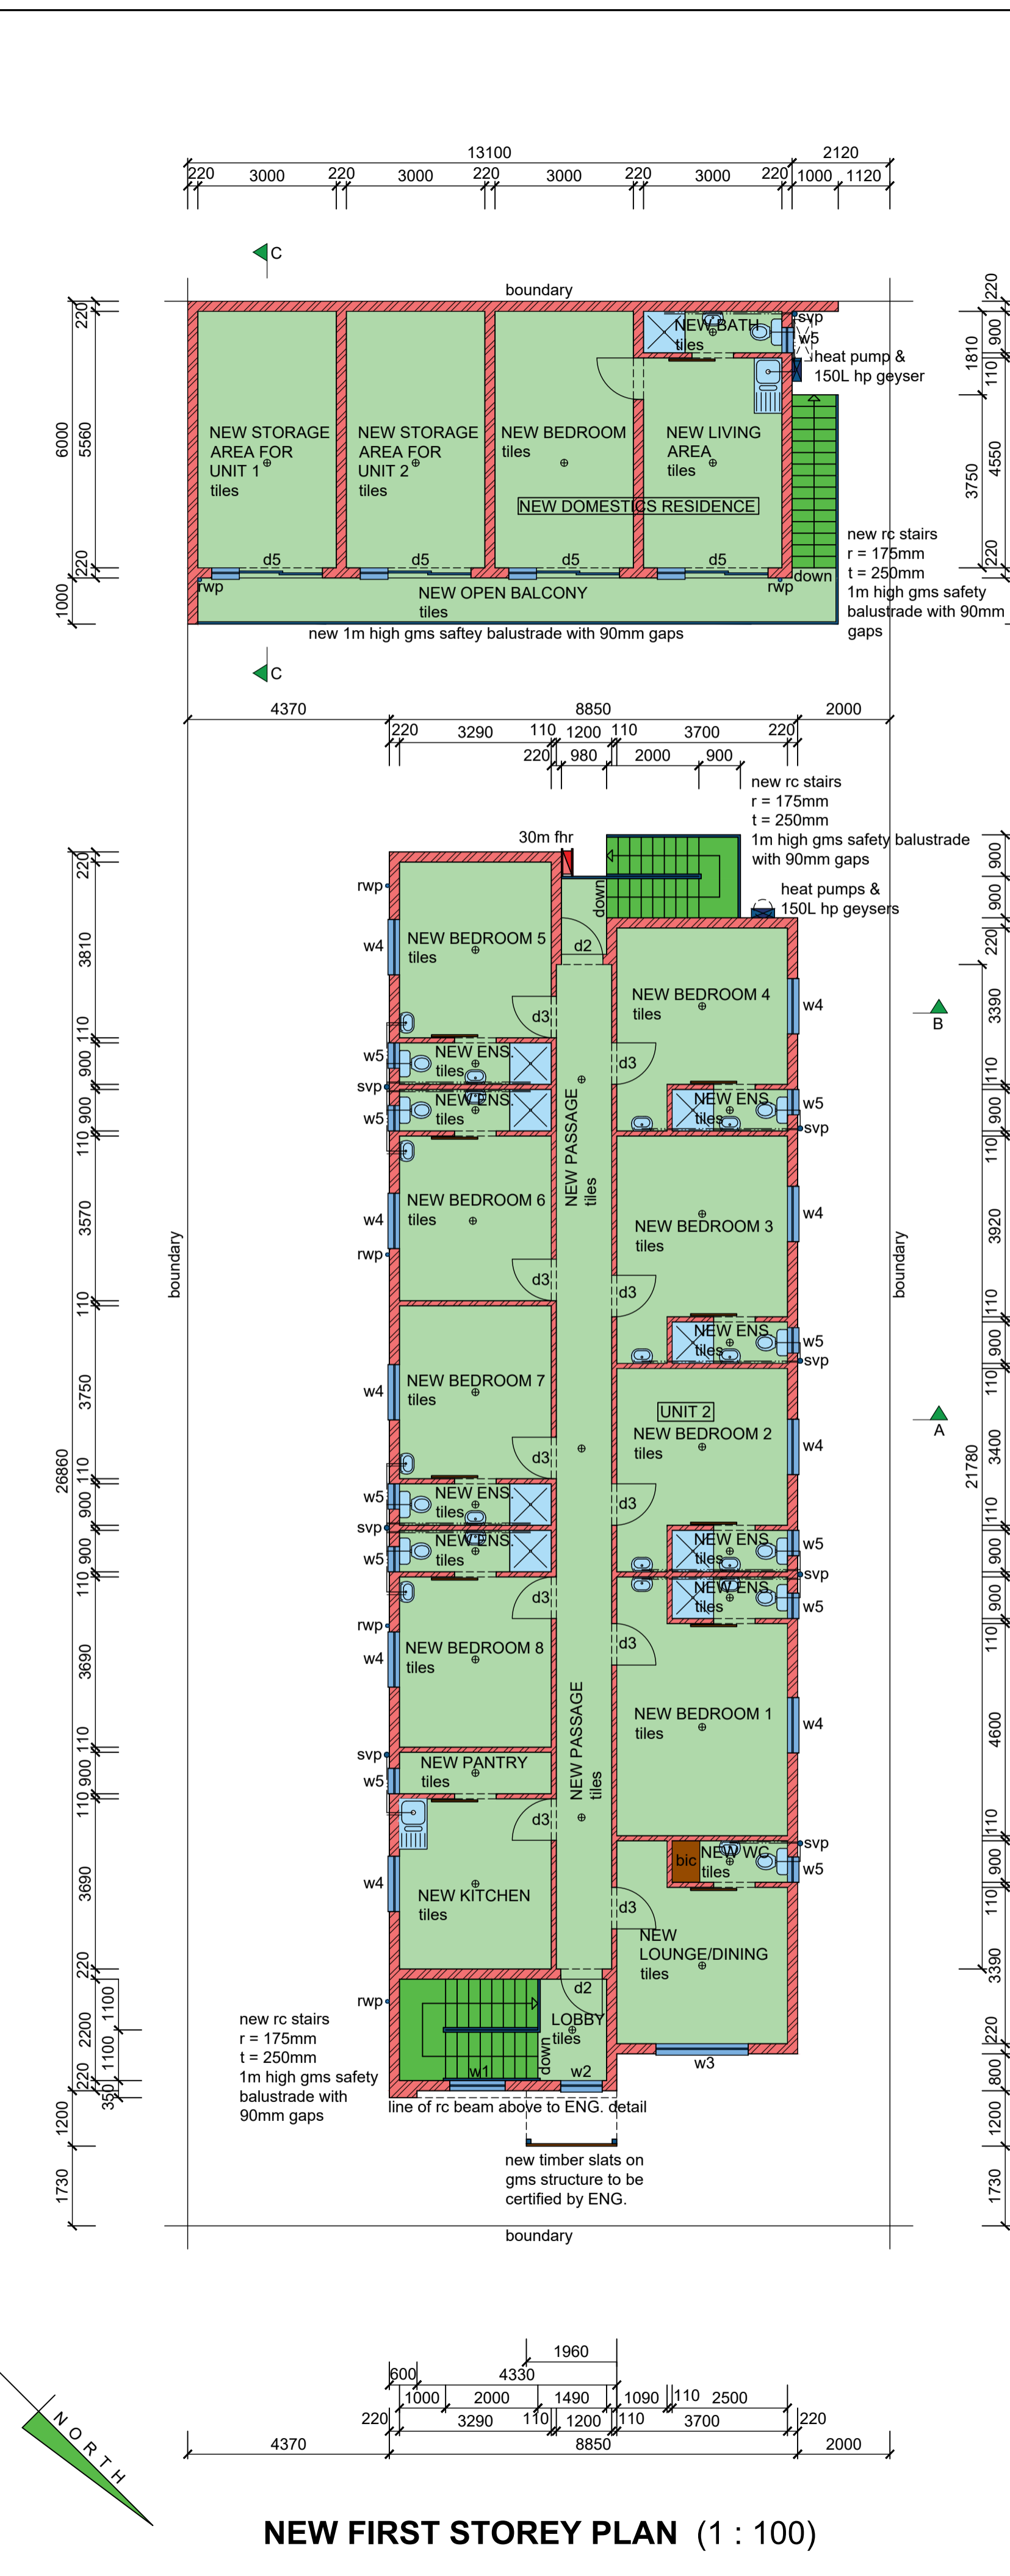 13100
2120
220
3000
220
3000
220
3000
220
3000
220
1000
1120
C
boundary
220
220
6000
5560
220
1000
1810
900
110
3750
4550
220
NEW BATH
tiles
svp
w5
heat pump &
150L hp geyser
NEW STORAGE
AREA FOR
UNIT 1
tiles
NEW STORAGE
AREA FOR
UNIT 2
tiles
NEW BEDROOM
tiles
NEW LIVING
AREA
tiles
NEW DOMESTICS RESIDENCE
d5
d5
d5
d5
rwp
rwp
down
NEW OPEN BALCONY
tiles
new rc stairs
r = 175mm
t = 250mm
1m high gms safety
balustrade with 90mm
gaps
new 1m high gms saftey balustrade with 90mm gaps
C
4370
8850
2000
220
3290
110
1200
110
3700
220
220
980
2000
900
new rc stairs
r = 175mm
t = 250mm
1m high gms safety balustrade
with 90mm gaps
30m fhr
heat pumps &
150L hp geysers
down
d2
220
3810
110
900
900
110
3570
110
3750
110
900
900
110
3690
110
900
110
3690
220
2200
220
1100
1100
350
1200
1730
26860
900
900
220
3390
110
900
110
3920
110
900
110
3400
110
900
900
110
4600
110
900
110
3390
220
800
1200
1730
21780
rwp
w4
NEW BEDROOM 5
tiles
d3
w5
NEW ENS.
tiles
svp
w5
NEW ENS.
tiles
NEW BEDROOM 4
tiles
w4
B
d3
NEW ENS.
tiles
w5
svp
NEW PASSAGE
tiles
NEW BEDROOM 6
tiles
w4
rwp
d3
NEW BEDROOM 3
tiles
w4
d3
boundary
boundary
NEW ENS.
tiles
w5
svp
NEW BEDROOM 7
tiles
w4
d3
UNIT 2
NEW BEDROOM 2
tiles
w4
A
d3
w5
NEW ENS.
tiles
svp
w5
NEW ENS.
tiles
NEW ENS.
tiles
w5
svp
NEW ENS.
tiles
w5
d3
rwp
w4
NEW BEDROOM 8
tiles
d3
NEW BEDROOM 1
tiles
w4
NEW PASSAGE
tiles
svp
w5
NEW PANTRY
tiles
d3
w4
NEW KITCHEN
tiles
bic
NEW WC
tiles
svp
w5
d3
NEW
LOUNGE/DINING
tiles
rwp
d2
LOBBY
tiles
down
w1
w2
w3
new rc stairs
r = 175mm
t = 250mm
1m high gms safety
balustrade with
90mm gaps
line of rc beam above to ENG. detail
new timber slats on
gms structure to be
certified by ENG.
boundary
1960
600
4330
1000
2000
1490
1090
110
2500
220
3290
110
1200
110
3700
220
4370
8850
2000
NORTH
NEW FIRST STOREY PLAN (1 : 100)